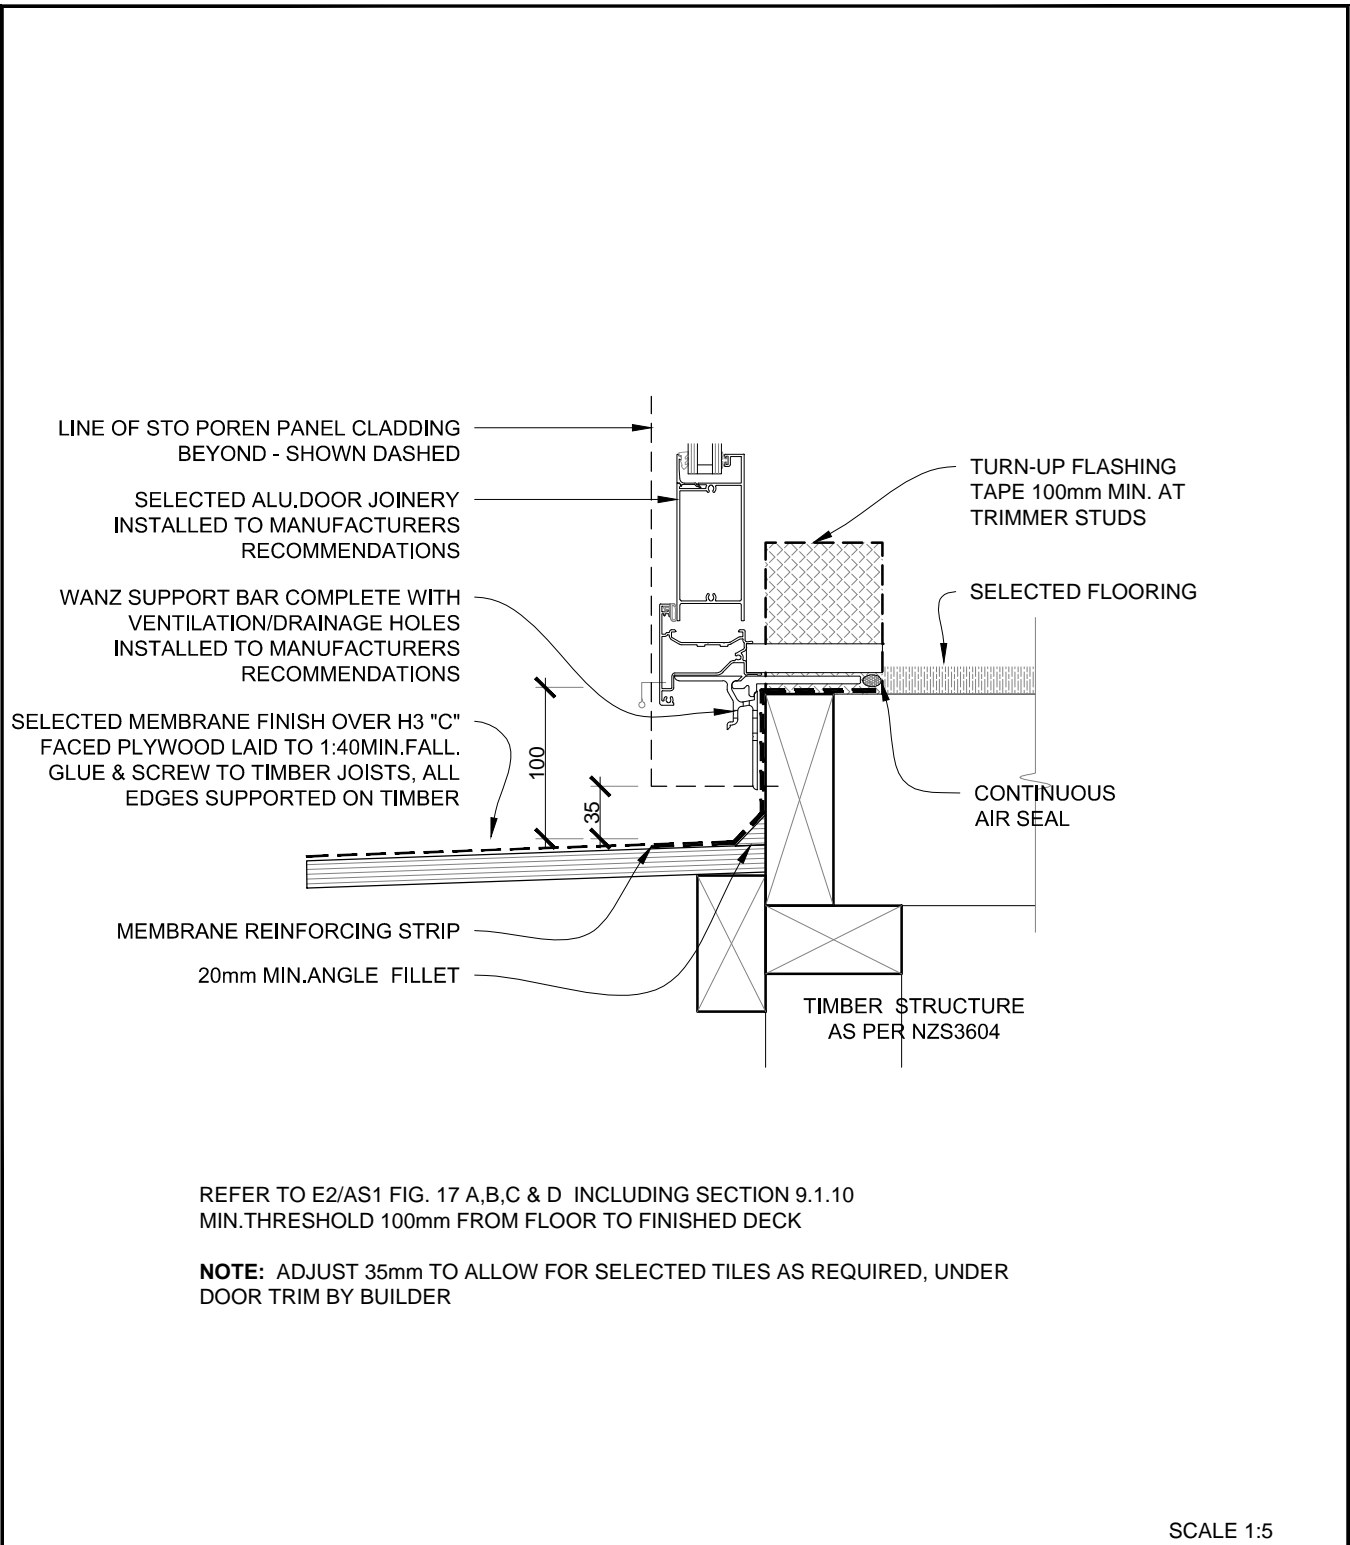 LINE OF STO POREN PANEL CLADDING
BEYOND - SHOWN DASHED
SELECTED ALU.DOOR JOINERY
INSTALLED TO MANUFACTURERS
RECOMMENDATIONS
WANZ SUPPORT BAR COMPLETE WITH
VENTILATION/DRAINAGE HOLES
INSTALLED TO MANUFACTURERS
RECOMMENDATIONS
SELECTED MEMBRANE FINISH OVER H3 "C"
FACED PLYWOOD LAID TO 1:40MIN.FALL.
GLUE & SCREW TO TIMBER JOISTS, ALL
EDGES SUPPORTED ON TIMBER
MEMBRANE REINFORCING STRIP
20mm MIN.ANGLE FILLET
100
35
TURN-UP FLASHING
TAPE 100mm MIN. AT
TRIMMER STUDS
SELECTED FLOORING
CONTINUOUS
AIR SEAL
TIMBER STRUCTURE
AS PER NZS3604
REFER TO E2/AS1 FIG. 17 A,B,C & D INCLUDING SECTION 9.1.10
MIN.THRESHOLD 100mm FROM FLOOR TO FINISHED DECK
NOTE: ADJUST 35mm TO ALLOW FOR SELECTED TILES AS REQUIRED, UNDER
DOOR TRIM BY BUILDER
SCALE 1:5